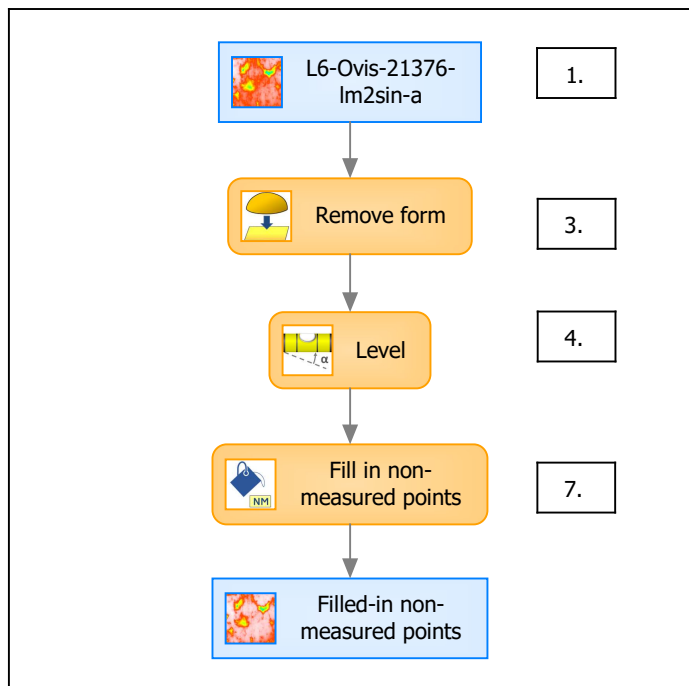 L6-Ovis-21376-
lm2sin-a
1.
Remove form
3.
α
Level
4.
NM
Fill in non-
measured points
7.
Filled-in non-
measured points